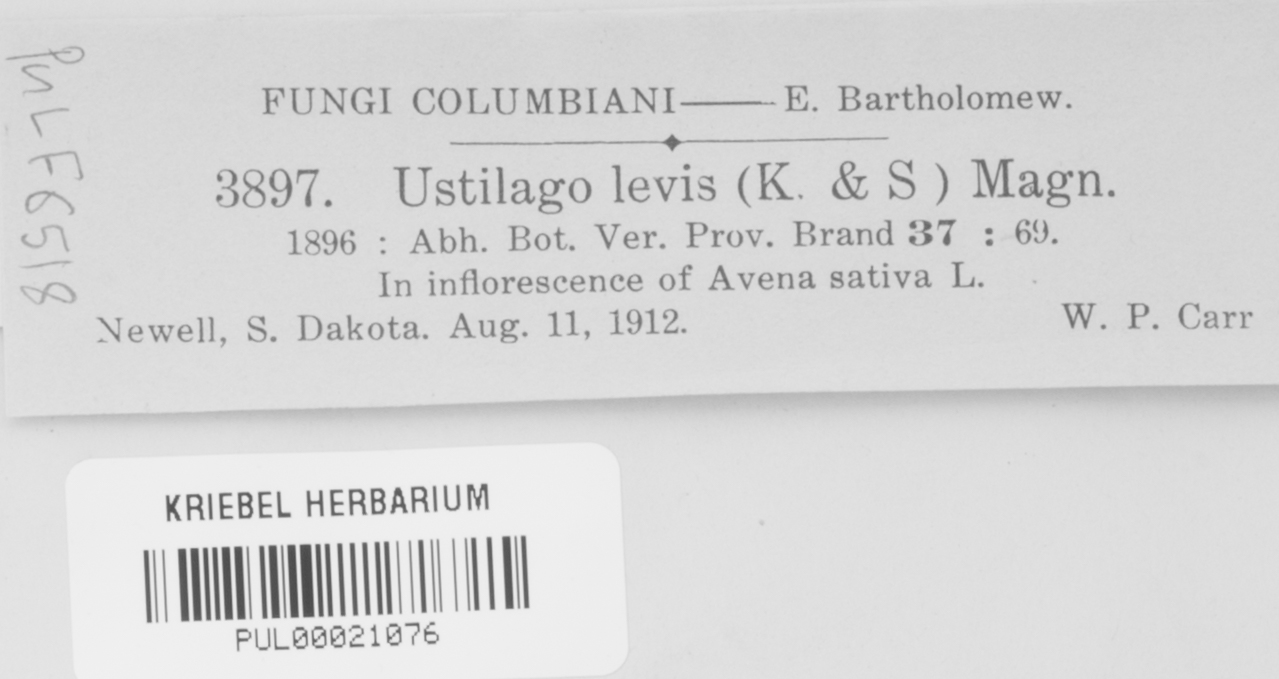 PUL F6518
FUNGI COLUMBIANI—— E. Bartholomew.
3897. Ustilago levis (K. & S ) Magn.
1896 : Abh. Bot. Ver. Prov. Brand 37 : 69.
In inflorescence of Avena sativa L.
Newell, S. Dakota. Aug. 11, 1912. W. P. Carr
KRIEBEL HERBARIUM
PUL00021076